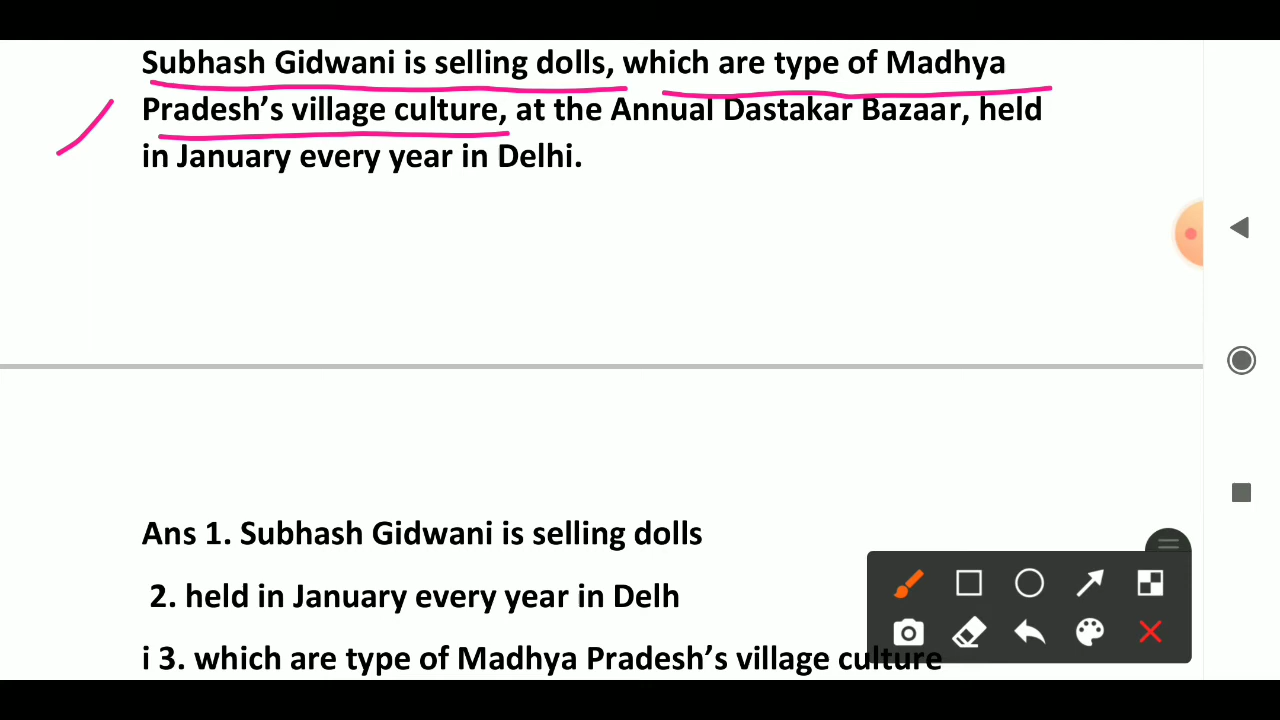 Subhash Gidwani is selling dolls, which are type of Madhya
Pradesh’s village culture, at the Annual Dastakar Bazaar, held
in January every year in Delhi.
Ans 1. Subhash Gidwani is selling dolls
2. held in January every year in Delh
i 3. which are type of Madhya Pradesh’s village culture